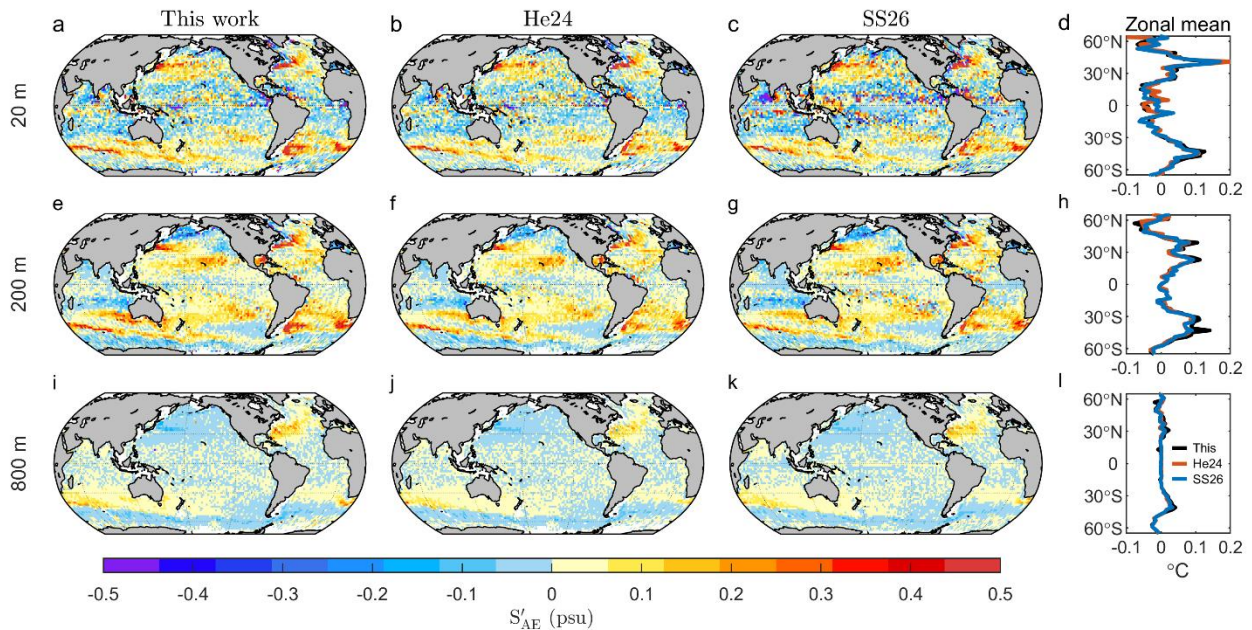 This work
He24
SS26
a
b
c
d
Zonal mean
20 m
60°N
30°N
0
30°S
60°S
-0.1
0
0.1
0.2
e
f
g
h
200 m
60°N
30°N
0
30°S
60°S
-0.1
0
0.1
0.2
i
j
k
l
800 m
60°N
30°N
0
30°S
60°S
This
He24
SS26
-0.1
0
0.1
0.2
°C
-0.5
-0.4
-0.3
-0.2
-0.1
0
0.1
0.2
0.3
0.4
0.5
S′AE (psu)